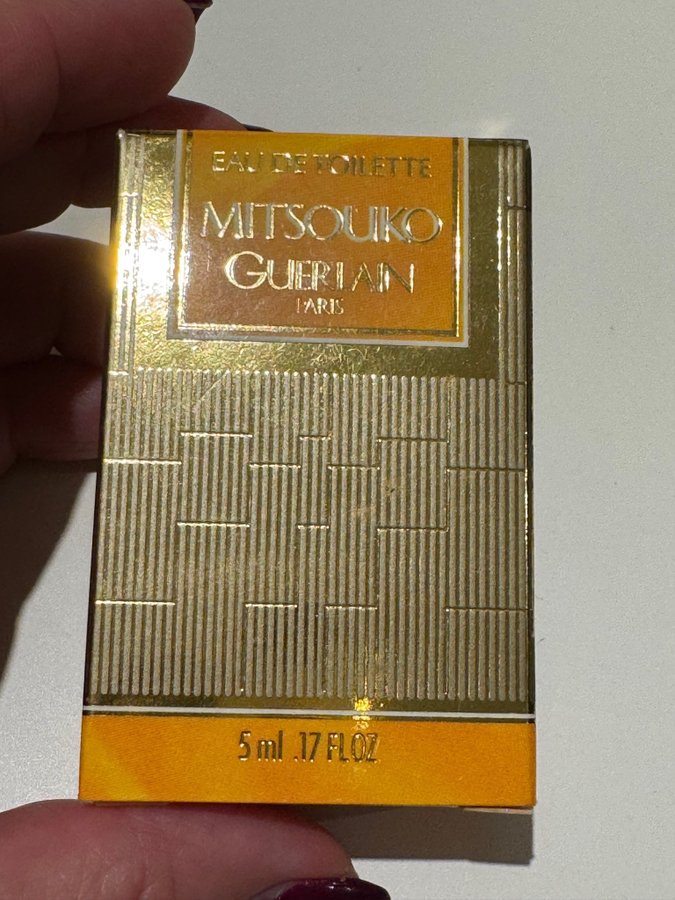 EAU DE TOILETTE
MITSOUKO
GUERLAIN
PARIS
5 ml .17 FL OZ